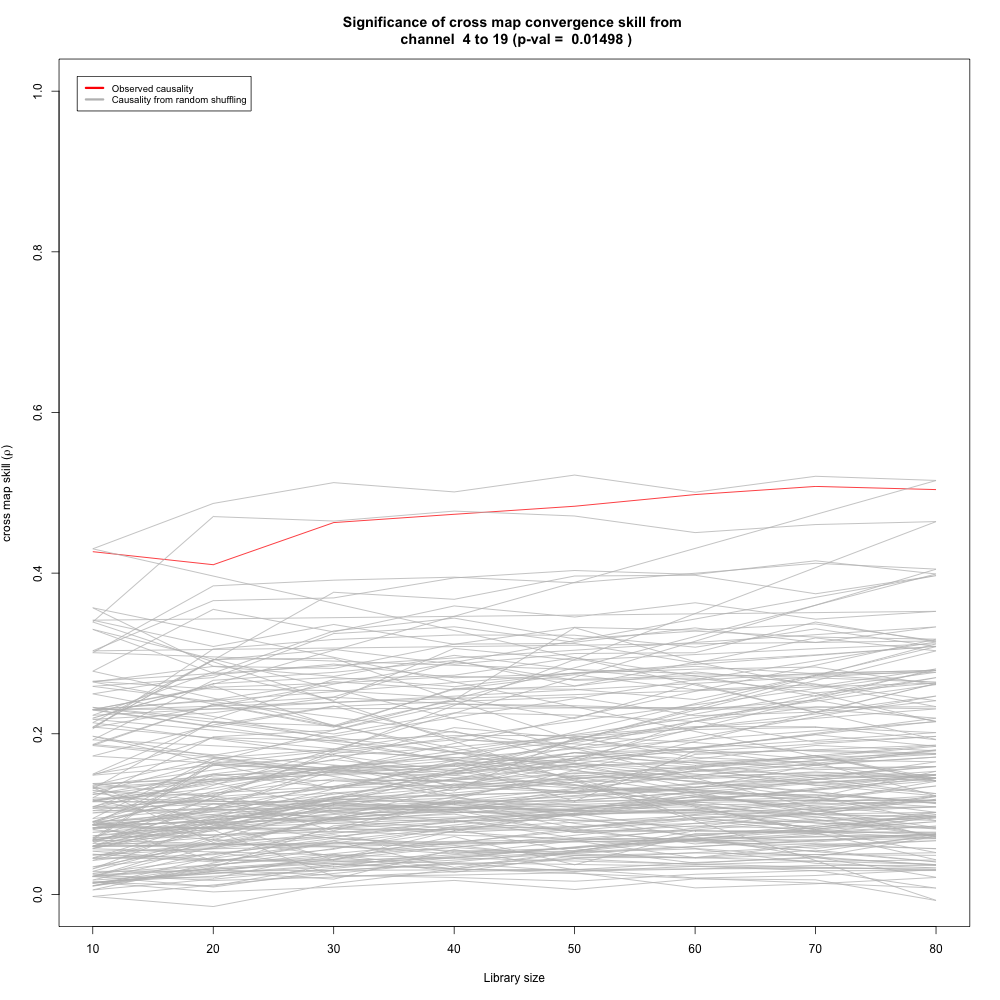 Significance of cross map convergence skill from
channel  4 to 19 (p-val =  0.01498 )
Observed causality
Causality from random shuffling
1.0
0.8
0.6
0.4
0.2
0.0
cross map skill (ρ)
10 20 30 40 50 60 70 80
Library size